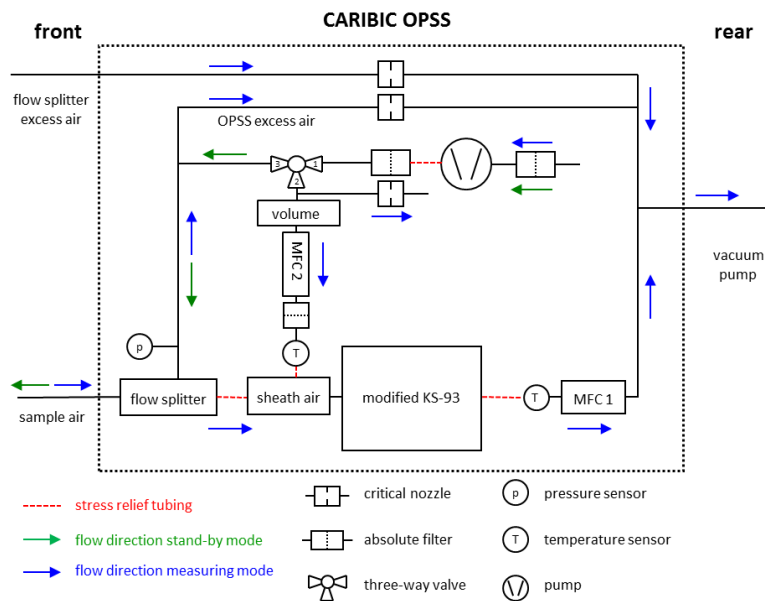 CARIBIC OPSS
front
rear
flow splitter
excess air
OPSS excess air
3
1
2
volume
MFC 2
vacuum
pump
p
T
flow splitter
sheath air
modified KS-93
T
MFC 1
sample air
stress relief tubing
flow direction stand-by mode
flow direction measuring mode
critical nozzle
absolute filter
three-way valve
p
pressure sensor
T
temperature sensor
pump